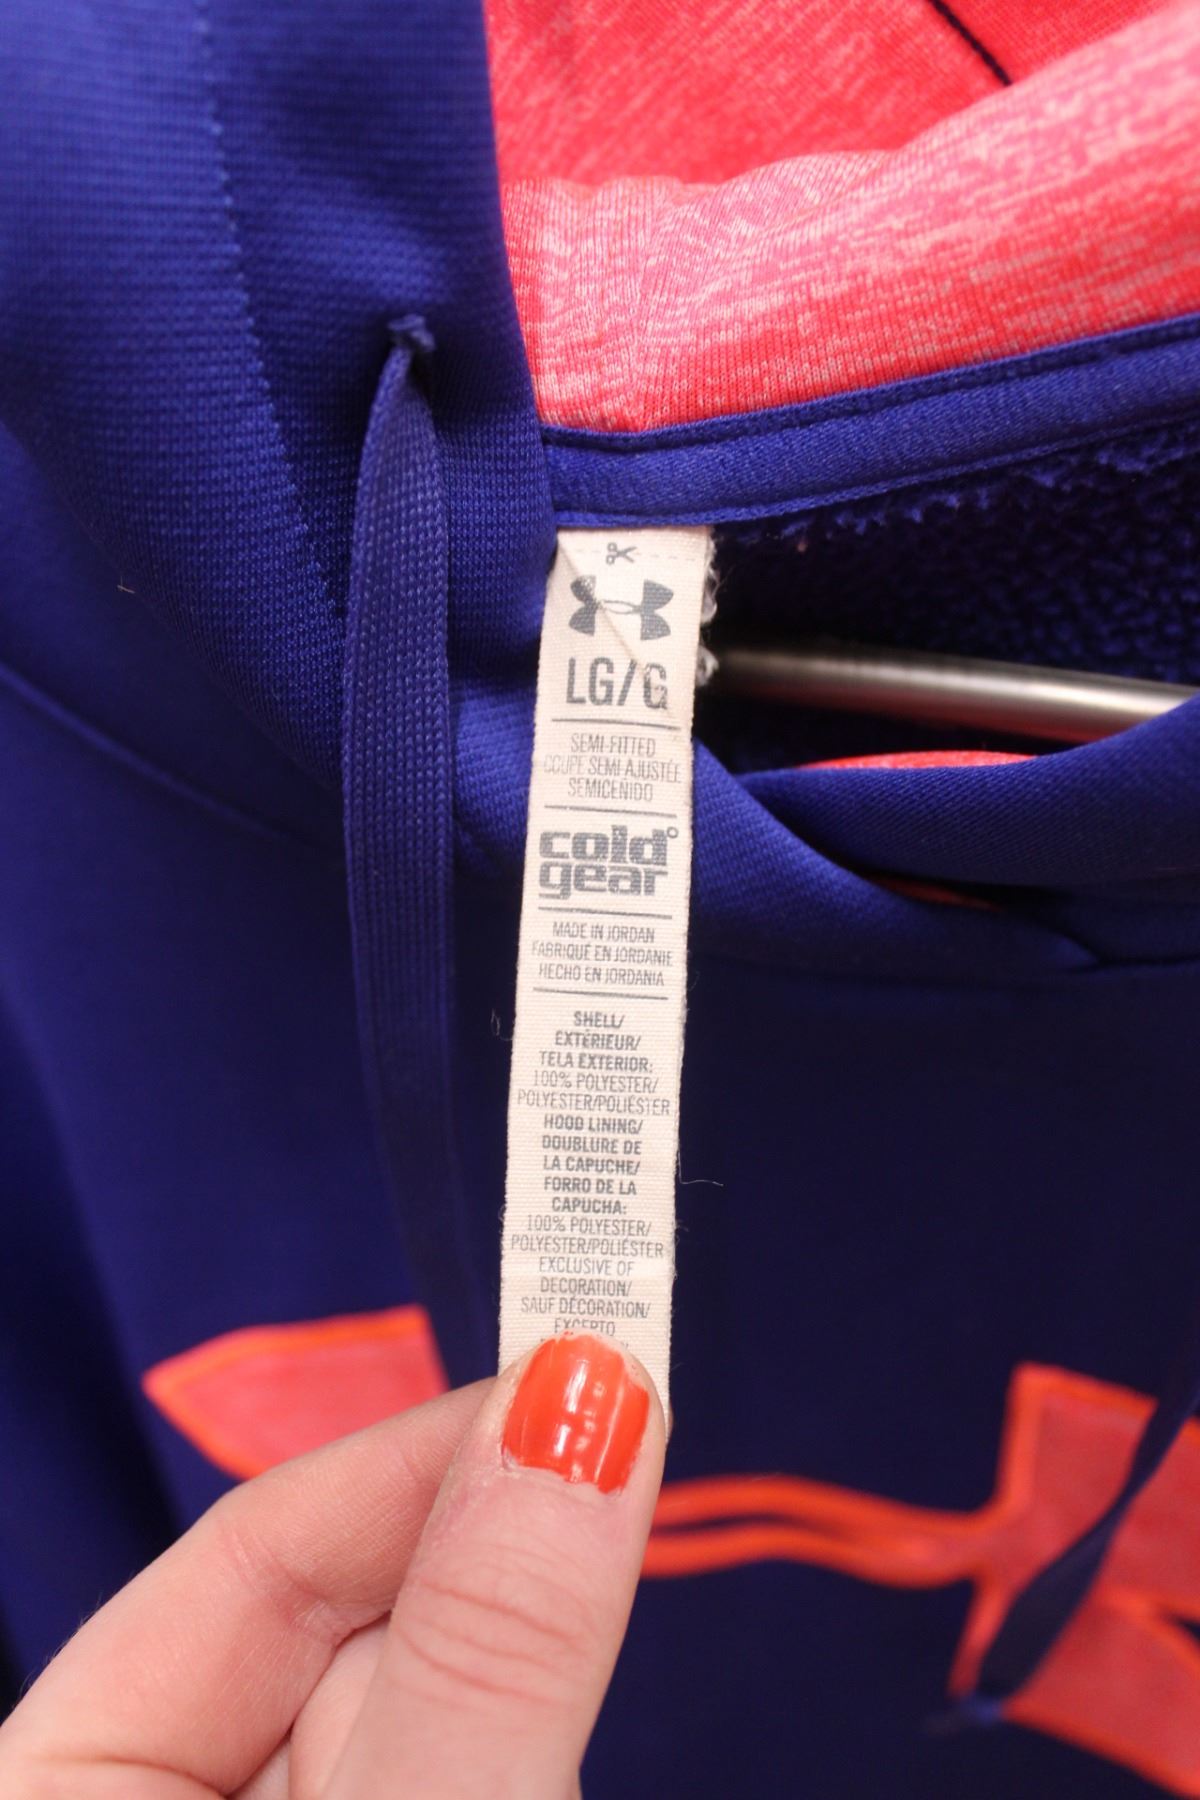 LG/G
SEMI-FITTED
COUPE SEMI AJUSTÉE
SEMICEÑIDO
cold°
gear
MADE IN JORDAN
FABRIQUÉ EN JORDANIE
HECHO EN JORDANIA
SHELL/
EXTÉRIEUR/
TELA EXTERIOR:
100% POLYESTER/
POLYESTER/POLIÉSTER
HOOD LINING/
DOUBLURE DE
LA CAPUCHE/
FORRO DE LA
CAPUCHA:
100% POLYESTER/
POLYESTER/POLIÉSTER
EXCLUSIVE OF
DECORATION/
SAUF DÉCORATION/
EXCEPTO